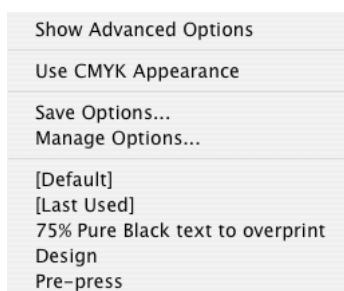 Show Advanced Options
Use CMYK Appearance
Save Options...
Manage Options...
[Default]
[Last Used]
75% Pure Black text to overprint
Design
Pre-press